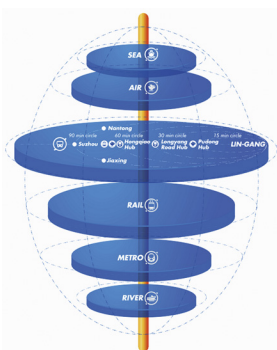 SEA
AIR
Nantong
90 min circle 60 min circle 30 min circle 15 min circle
Suzhou Hongqiao Hub Longyang Road Hub Pudong Hub LIN-GANG
Jiaxing
RAIL
METRO
RIVER